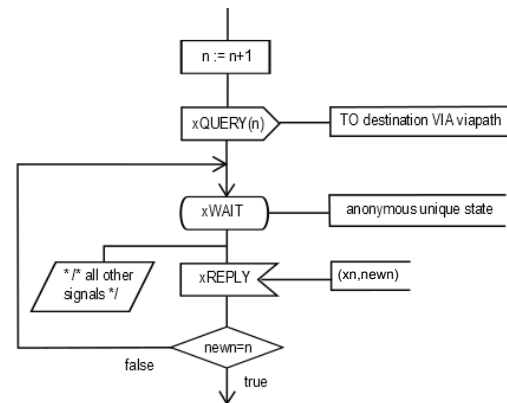 n := n+1
xQUERY(n)
TO destination VIA viapath
xWAIT
anonymous unique state
* /* all other
signals */
xREPLY
(xn,newn)
newn=n
false
true